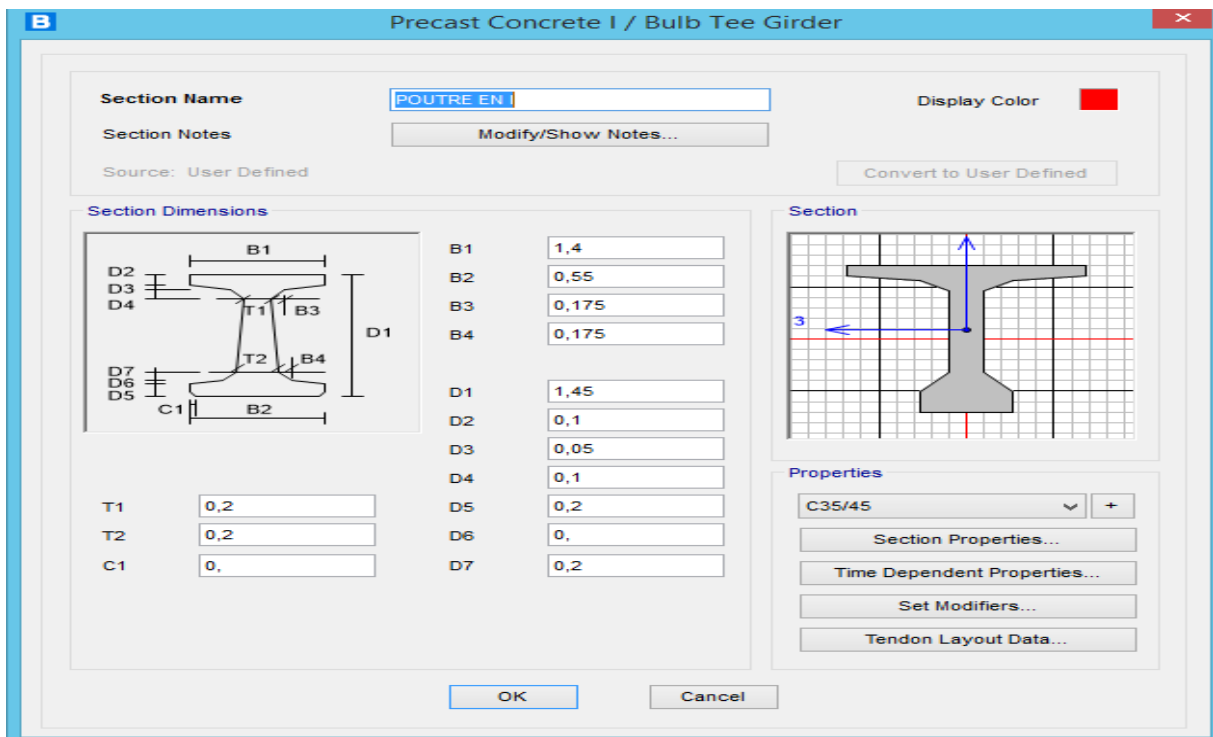 B Precast Concrete I / Bulb Tee Girder ×
Section Name POUTRE EN I Display Color
Section Notes Modify/Show Notes...
Source: User Defined Convert to User Defined
Section Dimensions
B1
D2
D3
D4
T1 B3
D1
T2 B4
D7
D6
D5
C1 B2
B1 1,4
B2 0,55
B3 0,175
B4 0,175
D1 1,45
D2 0,1
D3 0,05
D4 0,1
D5 0,2
D6 0,
D7 0,2
T1 0,2
T2 0,2
C1 0,
Section
3
Properties
C35/45 +
Section Properties...
Time Dependent Properties...
Set Modifiers...
Tendon Layout Data...
OK Cancel